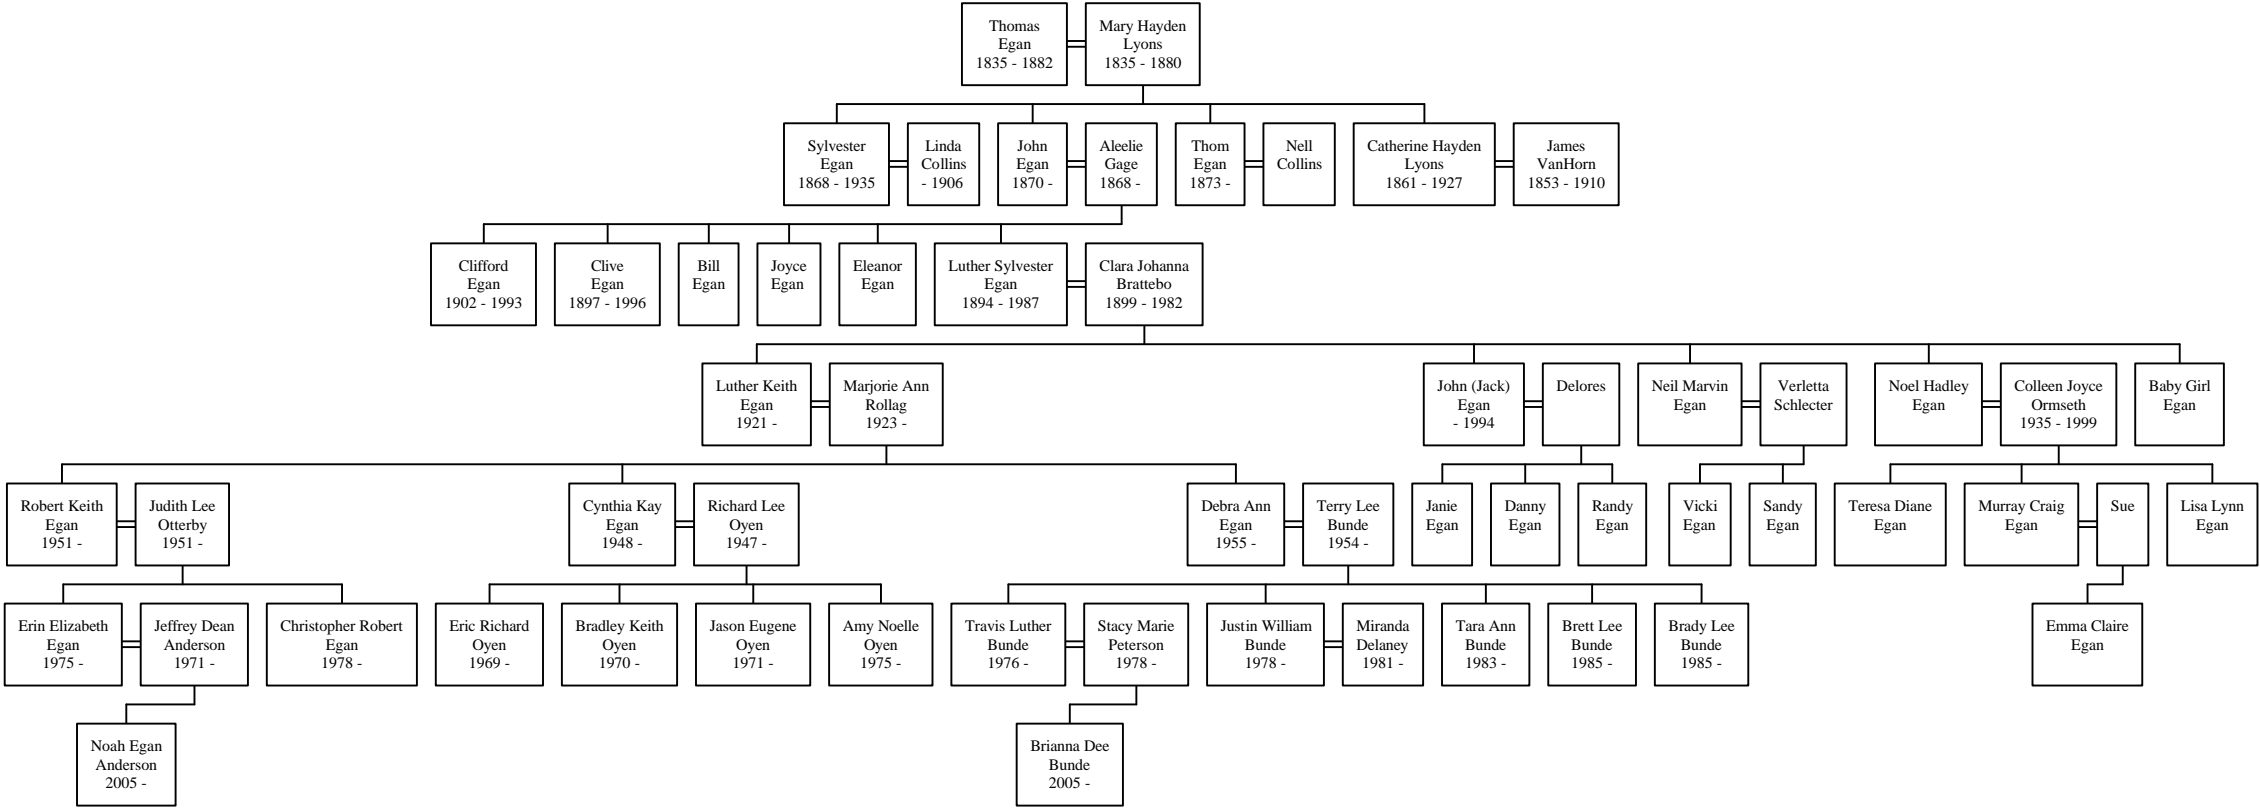 Thomas
Egan
1835 - 1882
Mary Hayden
Lyons
1835 - 1880
Sylvester
Egan
1868 - 1935
Linda
Collins
- 1906
John
Egan
1870 -
Aleelie
Gage
1868 -
Thom
Egan
1873 -
Nell
Collins
Catherine Hayden
Lyons
1861 - 1927
James
VanHorn
1853 - 1910
Clifford
Egan
1902 - 1993
Clive
Egan
1897 - 1996
Bill
Egan
Joyce
Egan
Eleanor
Egan
Luther Sylvester
Egan
1894 - 1987
Clara Johanna
Brattebo
1899 - 1982
Luther Keith
Egan
1921 -
Marjorie Ann
Rollag
1923 -
John (Jack)
Egan
- 1994
Delores
Neil Marvin
Egan
Verletta
Schlecter
Noel Hadley
Egan
Colleen Joyce
Ormseth
1935 - 1999
Baby Girl
Egan
Robert Keith
Egan
1951 -
Judith Lee
Otterby
1951 -
Cynthia Kay
Egan
1948 -
Richard Lee
Oyen
1947 -
Debra Ann
Egan
1955 -
Terry Lee
Bunde
1954 -
Janie
Egan
Danny
Egan
Randy
Egan
Vicki
Egan
Sandy
Egan
Teresa Diane
Egan
Murray Craig
Egan
Sue
Lisa Lynn
Egan
Erin Elizabeth
Egan
1975 -
Jeffrey Dean
Anderson
1971 -
Christopher Robert
Egan
1978 -
Eric Richard
Oyen
1969 -
Bradley Keith
Oyen
1970 -
Jason Eugene
Oyen
1971 -
Amy Noelle
Oyen
1975 -
Travis Luther
Bunde
1976 -
Stacy Marie
Peterson
1978 -
Justin William
Bunde
1978 -
Miranda
Delaney
1981 -
Tara Ann
Bunde
1983 -
Brett Lee
Bunde
1985 -
Brady Lee
Bunde
1985 -
Emma Claire
Egan
Noah Egan
Anderson
2005 -
Brianna Dee
Bunde
2005 -